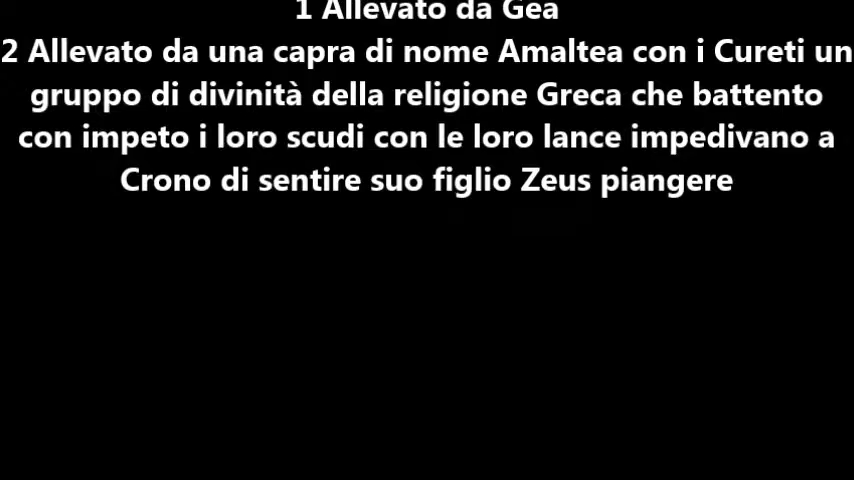 1 Allevato da Gea
2 Allevato da una capra di nome Amaltea con i Cureti un
gruppo di divinità della religione Greca che battento
con impeto i loro scudi con le loro lance impedivano a
Crono di sentire suo figlio Zeus piangere